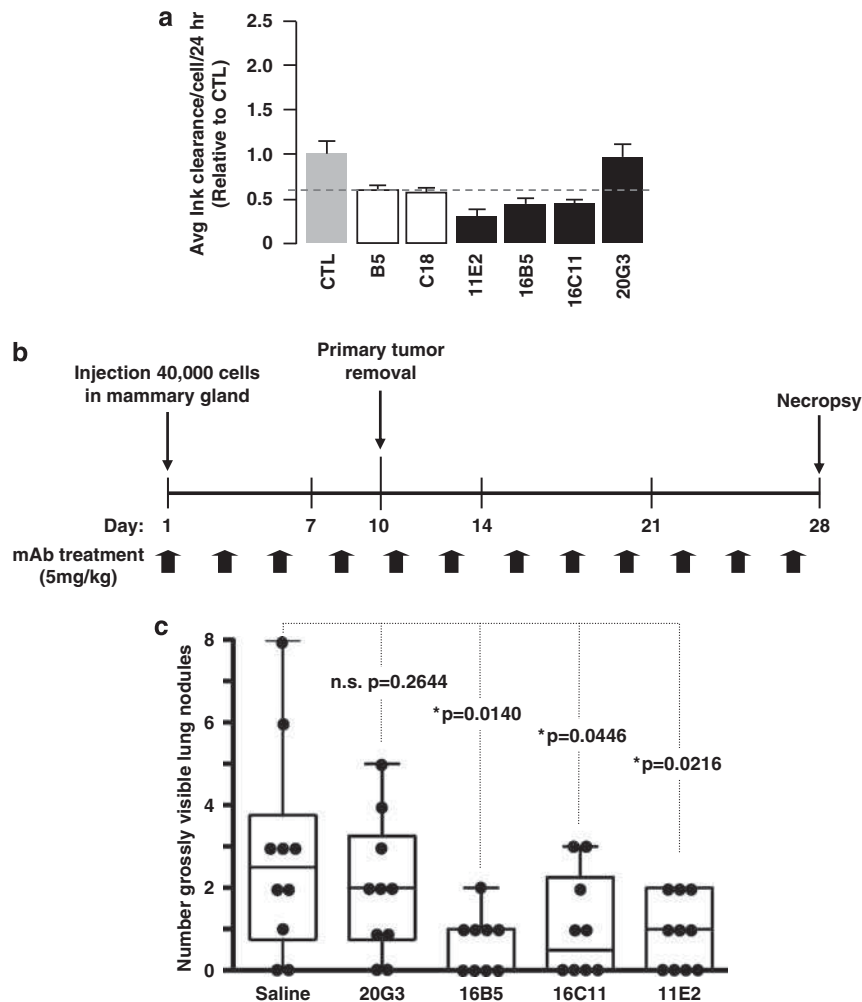 a
Avg Ink clearance/cell/24 hr
(Relative to CTL)
2.5
2.0
1.5
1.0
0.5
0
CTL
B5
C18
11E2
16B5
16C11
20G3
b
Injection 40,000 cells
in mammary gland
Primary tumor
removal
Necropsy
Day: 1 7 10 14 21 28
mAb treatment
(5mg/kg)
c
Number grossly visible lung nodules
8
6
4
2
0
n.s. p=0.2644
*p=0.0140
*p=0.0446
*p=0.0216
Saline 20G3 16B5 16C11 11E2